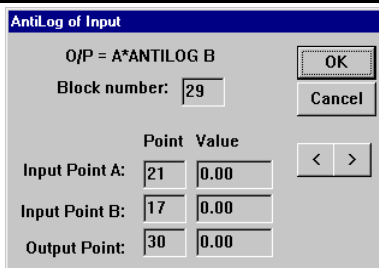 AntiLog of Input
O/P = A*ANTILOG B
OK
Block number: 29
Cancel
Point Value
< >
Input Point A: 21 0.00
Input Point B: 17 0.00
Output Point: 30 0.00